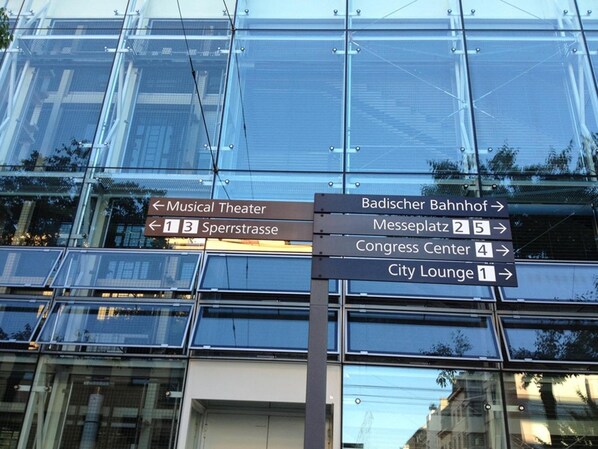 ←Musical Theater
←1 3 Sperrstrasse
Badischer Bahnhof→
Messeplatz 2 5→
Congress Center 4→
City Lounge 1→